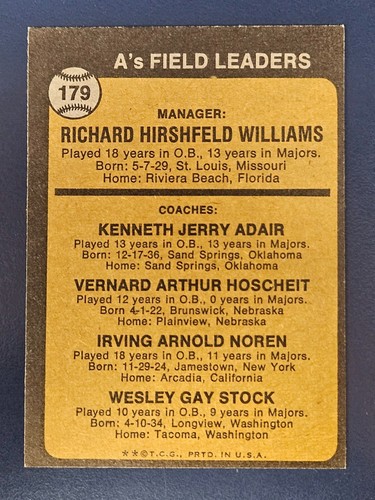 A's FIELD LEADERS
179
MANAGER:
RICHARD HIRSHFELD WILLIAMS
Played 18 years in O.B., 13 years in Majors.
Born: 5-7-29, St. Louis, Missouri
Home: Riviera Beach, Florida
COACHES:
KENNETH JERRY ADAIR
Played 13 years in O.B., 13 years in Majors.
Born: 12-17-36, Sand Springs, Oklahoma
Home: Sand Springs, Oklahoma
VERNARD ARTHUR HOSCHEIT
Played 12 years in O.B., 0 years in Majors.
Born 4-1-22, Brunswick, Nebraska
Home: Plainview, Nebraska
IRVING ARNOLD NOREN
Played 18 years in O.B., 11 years in Majors.
Born: 11-29-24, Jamestown, New York
Home: Arcadia, California
WESLEY GAY STOCK
Played 10 years in O.B., 9 years in Majors.
Born: 4-10-34, Longview, Washington
Home: Tacoma, Washington
**©T.C.G., PRTD. IN U.S.A.